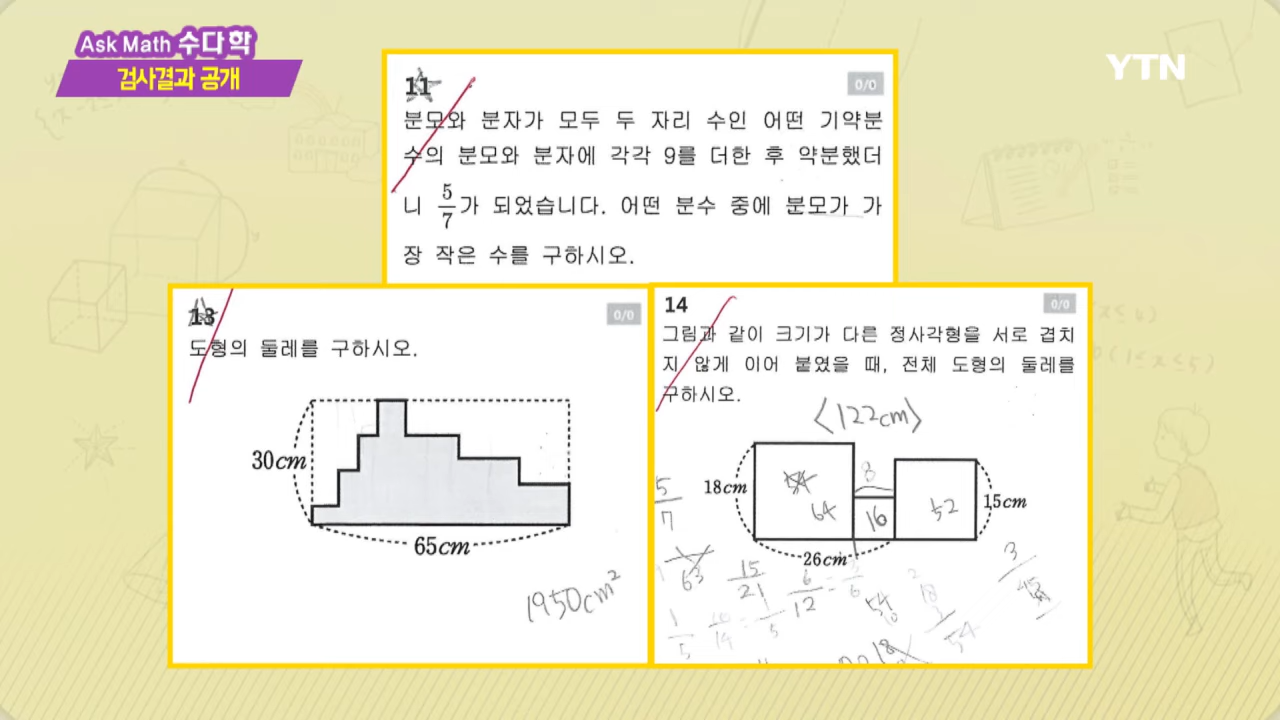 Ask Math 수다학
검사결과 공개
YTN
11
0/0
분모와 분자가 모두 두 자리 수인 어떤 기약분
수의 분모와 분자에 각각 9를 더한 후 약분했더
니 5/7가 되었습니다. 어떤 분수 중에 분모가 가
장 작은 수를 구하시오.
13
0/0
도형의 둘레를 구하시오.
30cm
65cm
1950cm²
14
0/0
그림과 같이 크기가 다른 정사각형을 서로 겹치
지 않게 이어 붙였을 때, 전체 도형의 둘레를
구하시오.
〈122cm〉
18cm
8
64
16
52
15cm
26cm
5/7
63
15/21
6/12
1/5
54
3